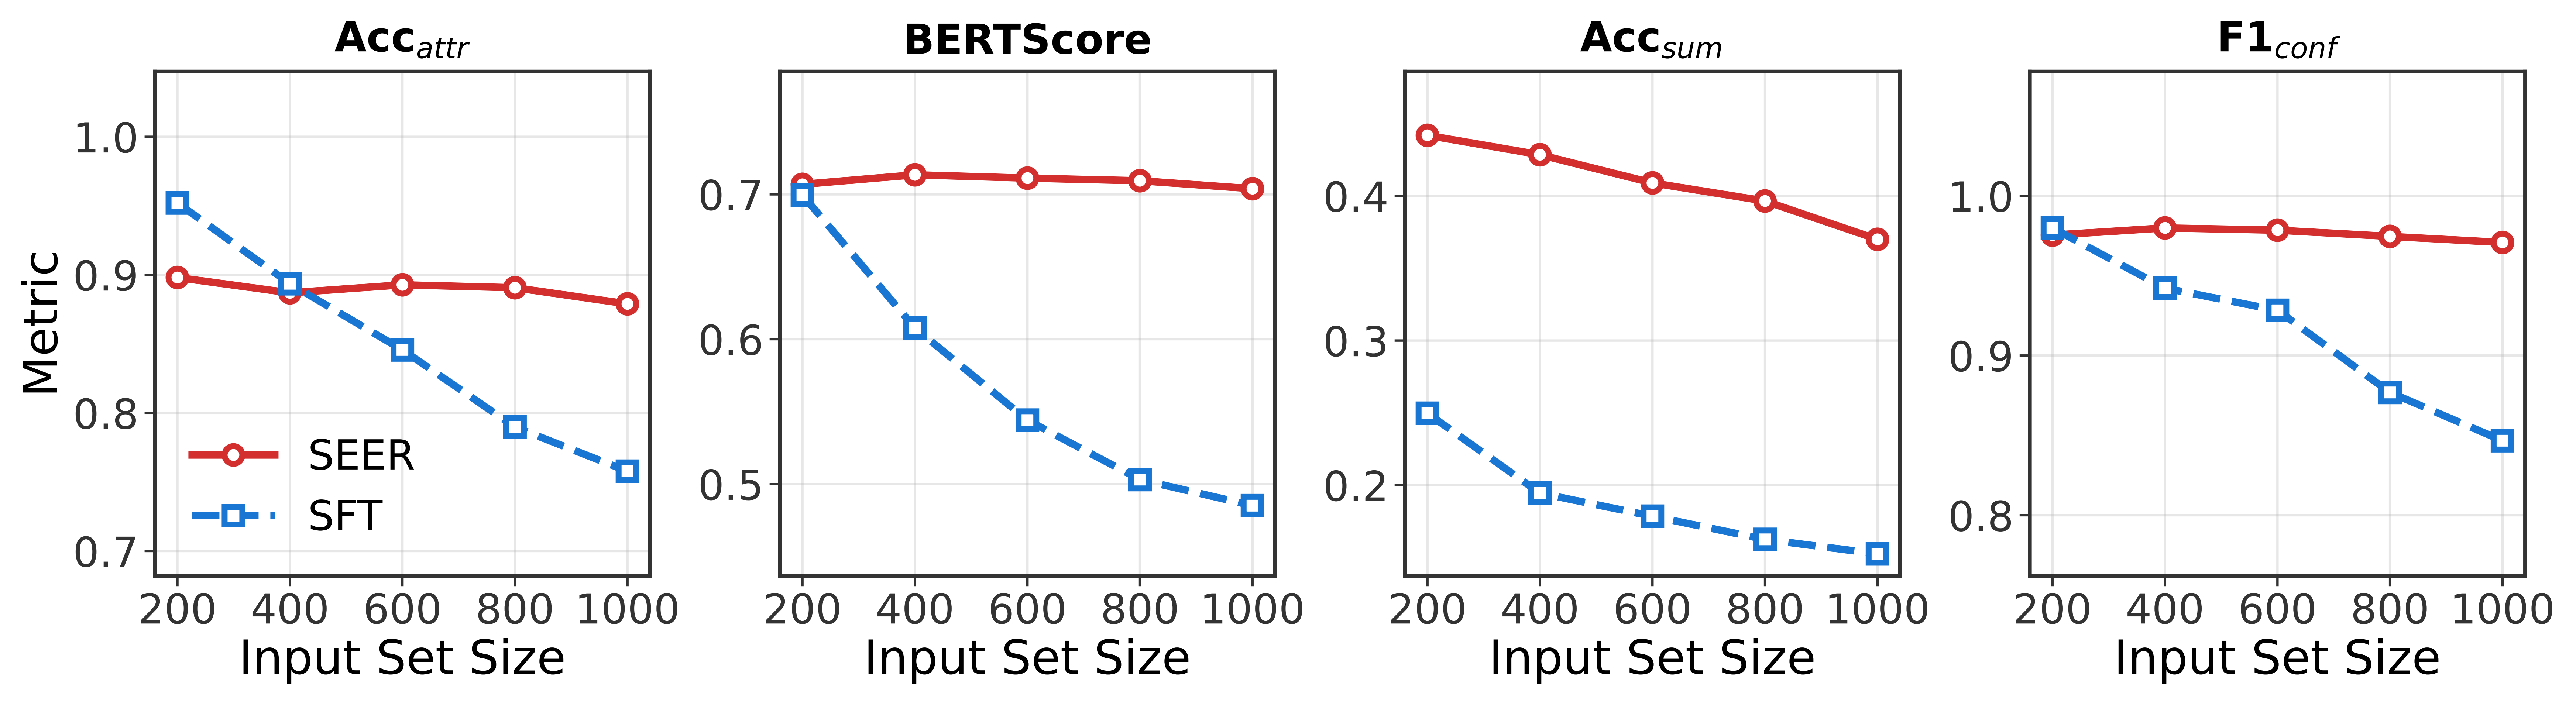 Acc_attr
Metric
1.0
0.9
0.8
0.7
SEER
SFT
200 400 600 800 1000
Input Set Size
BERTScore
0.7
0.6
0.5
200 400 600 800 1000
Input Set Size
Acc_sum
0.4
0.3
0.2
200 400 600 800 1000
Input Set Size
F1_conf
1.0
0.9
0.8
200 400 600 800 1000
Input Set Size